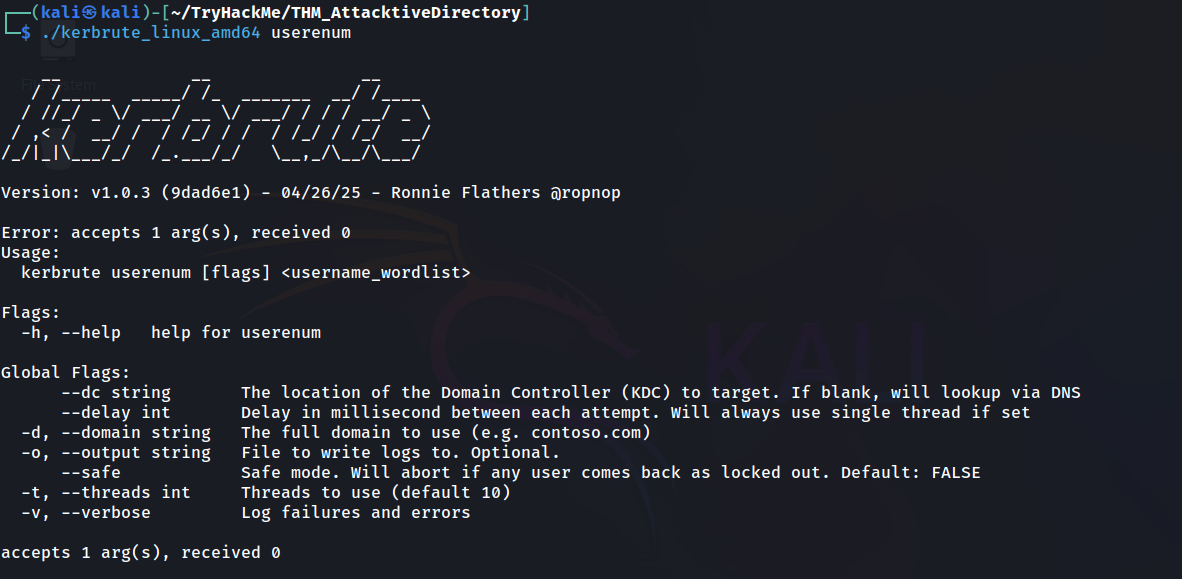 (kali㉿kali)-[~/TryHackMe/THM_AttacktiveDirectory]
$ ./kerbrute_linux_amd64 userenum
    __             __               __
   / /_____  _____/ /_  _______  __/ /____
  / //_/ _ \/ ___/ __ \/ ___/ / / / __/ _ \
 / ,< /  __/ /  / /_/ / /  / /_/ / /_/  __/
/_/|_|\___/_/  /_.___/_/   \__,_/\__/\___/
Version: v1.0.3 (9dad6e1) - 04/26/25 - Ronnie Flathers @ropnop
Error: accepts 1 arg(s), received 0
Usage:
  kerbrute userenum [flags] <username_wordlist>
Flags:
  -h, --help   help for userenum
Global Flags:
      --dc string       The location of the Domain Controller (KDC) to target. If blank, will lookup via DNS
      --delay int       Delay in millisecond between each attempt. Will always use single thread if set
  -d, --domain string   The full domain to use (e.g. contoso.com)
  -o, --output string   File to write logs to. Optional.
      --safe            Safe mode. Will abort if any user comes back as locked out. Default: FALSE
  -t, --threads int     Threads to use (default 10)
  -v, --verbose         Log failures and errors
accepts 1 arg(s), received 0
KALI